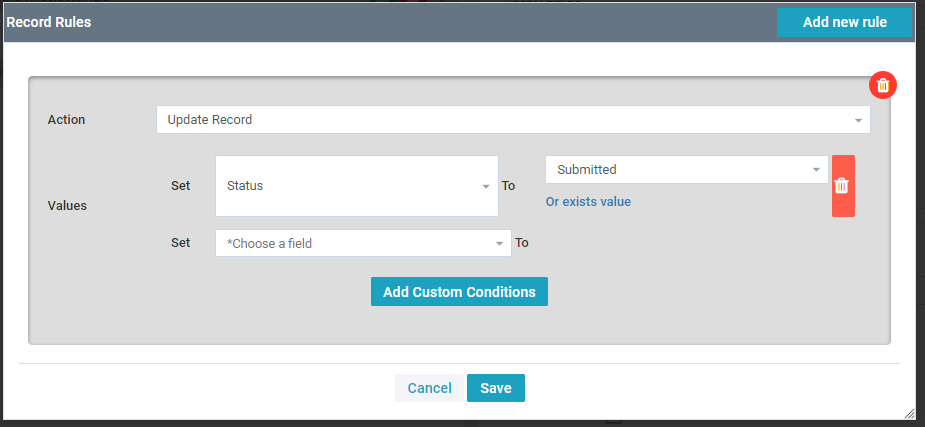 Record Rules
Add new rule
Action
Update Record
Values
Set
Status
To
Submitted
Or exists value
Set
*Choose a field
To
Add Custom Conditions
Cancel
Save